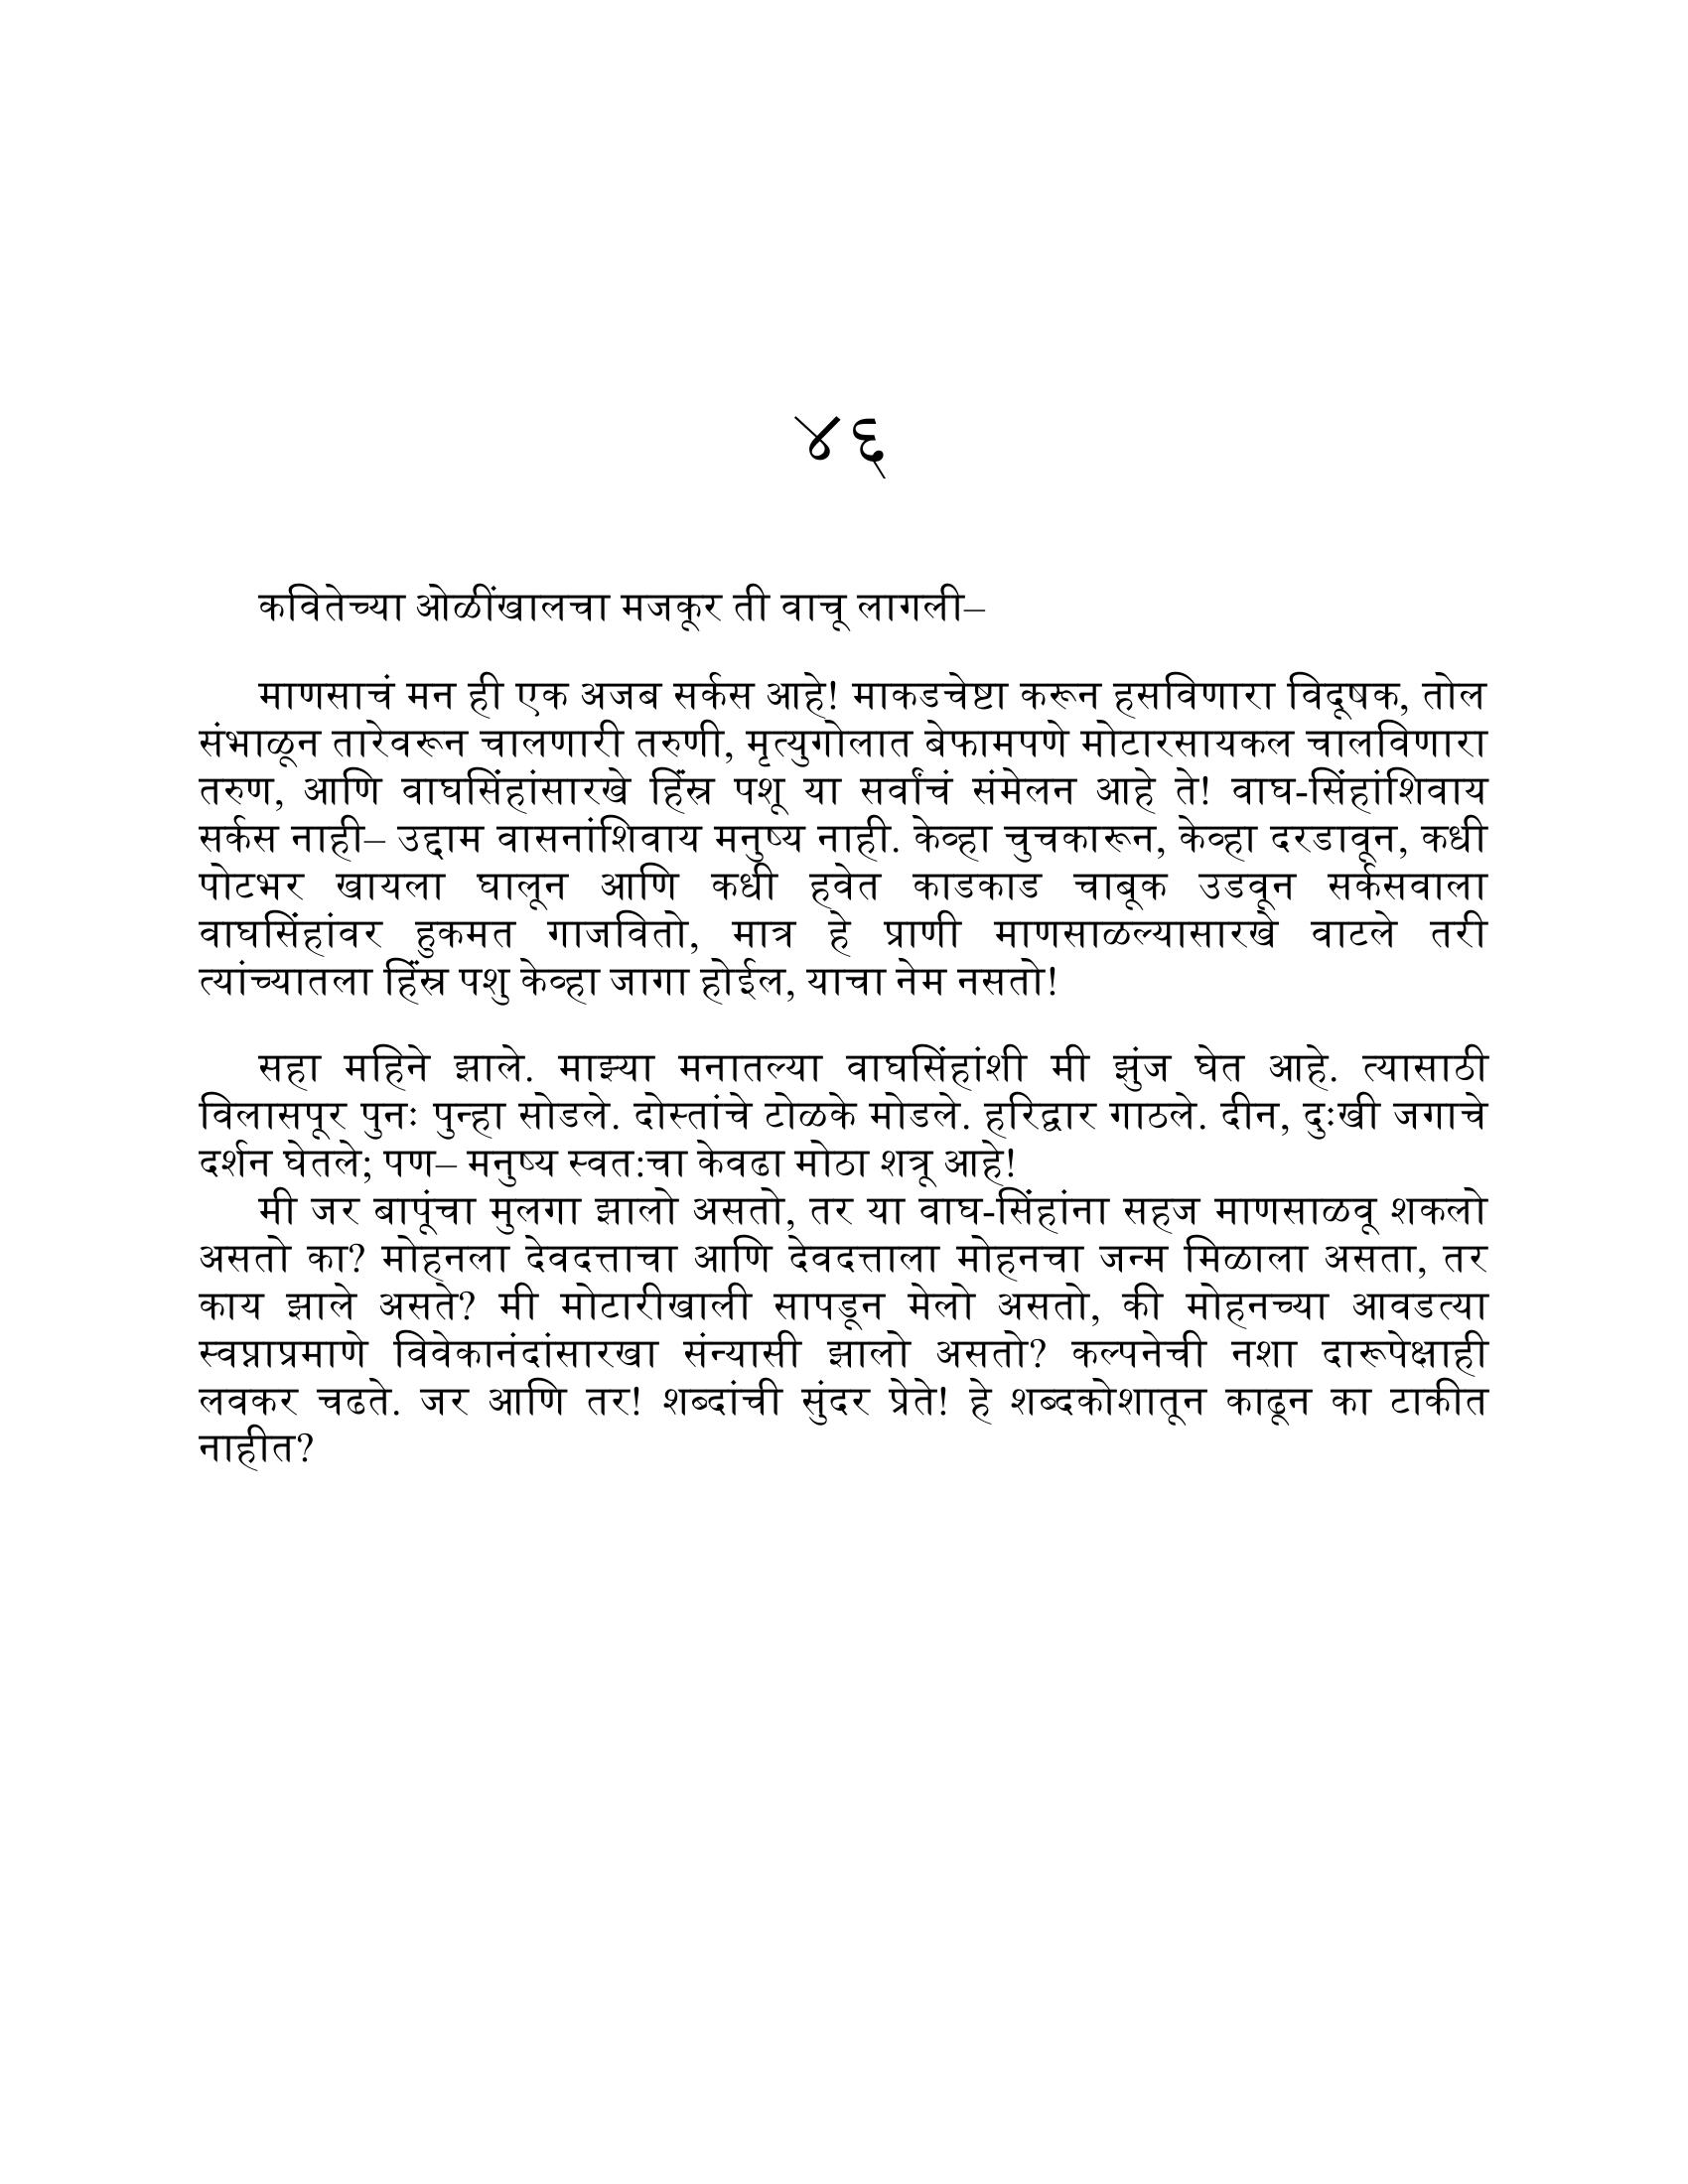 ४६
कवितेच्या ओळींखालचा मजकूर ती वाचू लागली–
माणसाचं मन ही एक अजब सर्कस आहे! माकडचेष्टा करून हसविणारा विदूषक, तोल
संभाळून तारेवरून चालणारी तरुणी, मृत्युगोलात बेफामपणे मोटारसायकल चालविणारा
तरुण, आणि वाघसिंहांसारखे हिंस्र पशू या सर्वांचं संमेलन आहे ते! वाघ-सिंहांशिवाय
सर्कस नाही– उद्दाम वासनांशिवाय मनुष्य नाही. केव्हा चुचकारून, केव्हा दरडावून, कधी
पोटभर खायला घालून आणि कधी हवेत काडकाड चाबूक उडवून सर्कसवाला
वाघसिंहांवर हुकमत गाजवितो, मात्र हे प्राणी माणसाळल्यासारखे वाटले तरी
त्यांच्यातला हिंस्र पशु केव्हा जागा होईल, याचा नेम नसतो!
सहा महिने झाले. माझ्या मनातल्या वाघसिंहांशी मी झुंज घेत आहे. त्यासाठी
विलासपूर पुनः पुन्हा सोडले. दोस्तांचे टोळके मोडले. हरिद्वार गाठले. दीन, दुःखी जगाचे
दर्शन घेतले; पण– मनुष्य स्वत:चा केवढा मोठा शत्रू आहे!
मी जर बापूंचा मुलगा झालो असतो, तर या वाघ-सिंहांना सहज माणसाळवू शकलो
असतो का? मोहनला देवदत्ताचा आणि देवदत्ताला मोहनचा जन्म मिळाला असता, तर
काय झाले असते? मी मोटारीखाली सापडून मेलो असतो, की मोहनच्या आवडत्या
स्वप्नाप्रमाणे विवेकानंदांसारखा संन्यासी झालो असतो? कल्पनेची नशा दारूपेक्षाही
लवकर चढते. जर आणि तर! शब्दांची सुंदर प्रेते! हे शब्दकोशातून काढून का टाकीत
नाहीत?